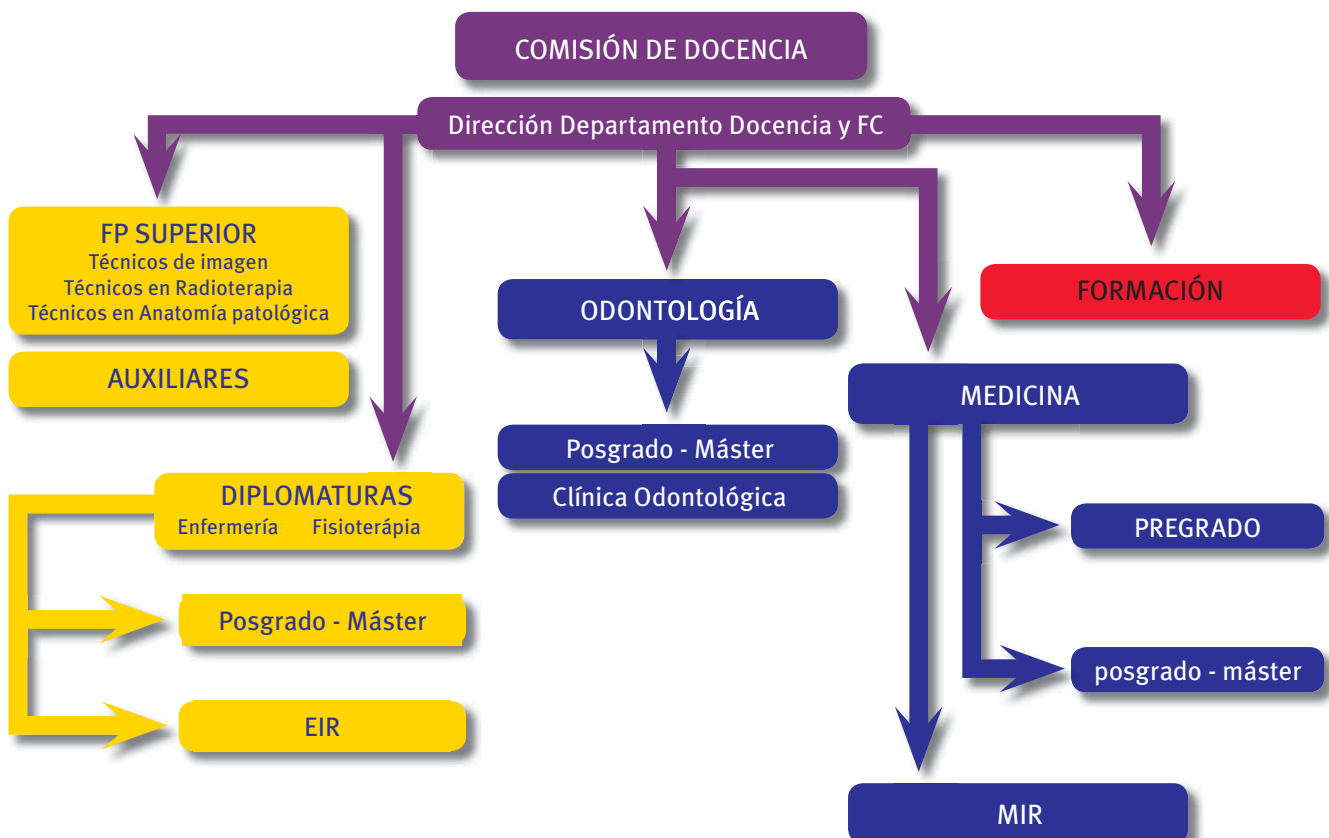 COMISIÓN DE DOCENCIA
Dirección Departamento Docencia y FC
FP SUPERIOR
Técnicos de imagen
Técnicos en Radioterapia
Técnicos en Anatomía patológica
AUXILIARES
DIPLOMATURAS
Enfermería Fisioterápia
Posgrado - Máster
EIR
ODONTOLOGÍA
Posgrado - Máster
Clínica Odontológica
FORMACIÓN
MEDICINA
PREGRADO
posgrado - máster
MIR